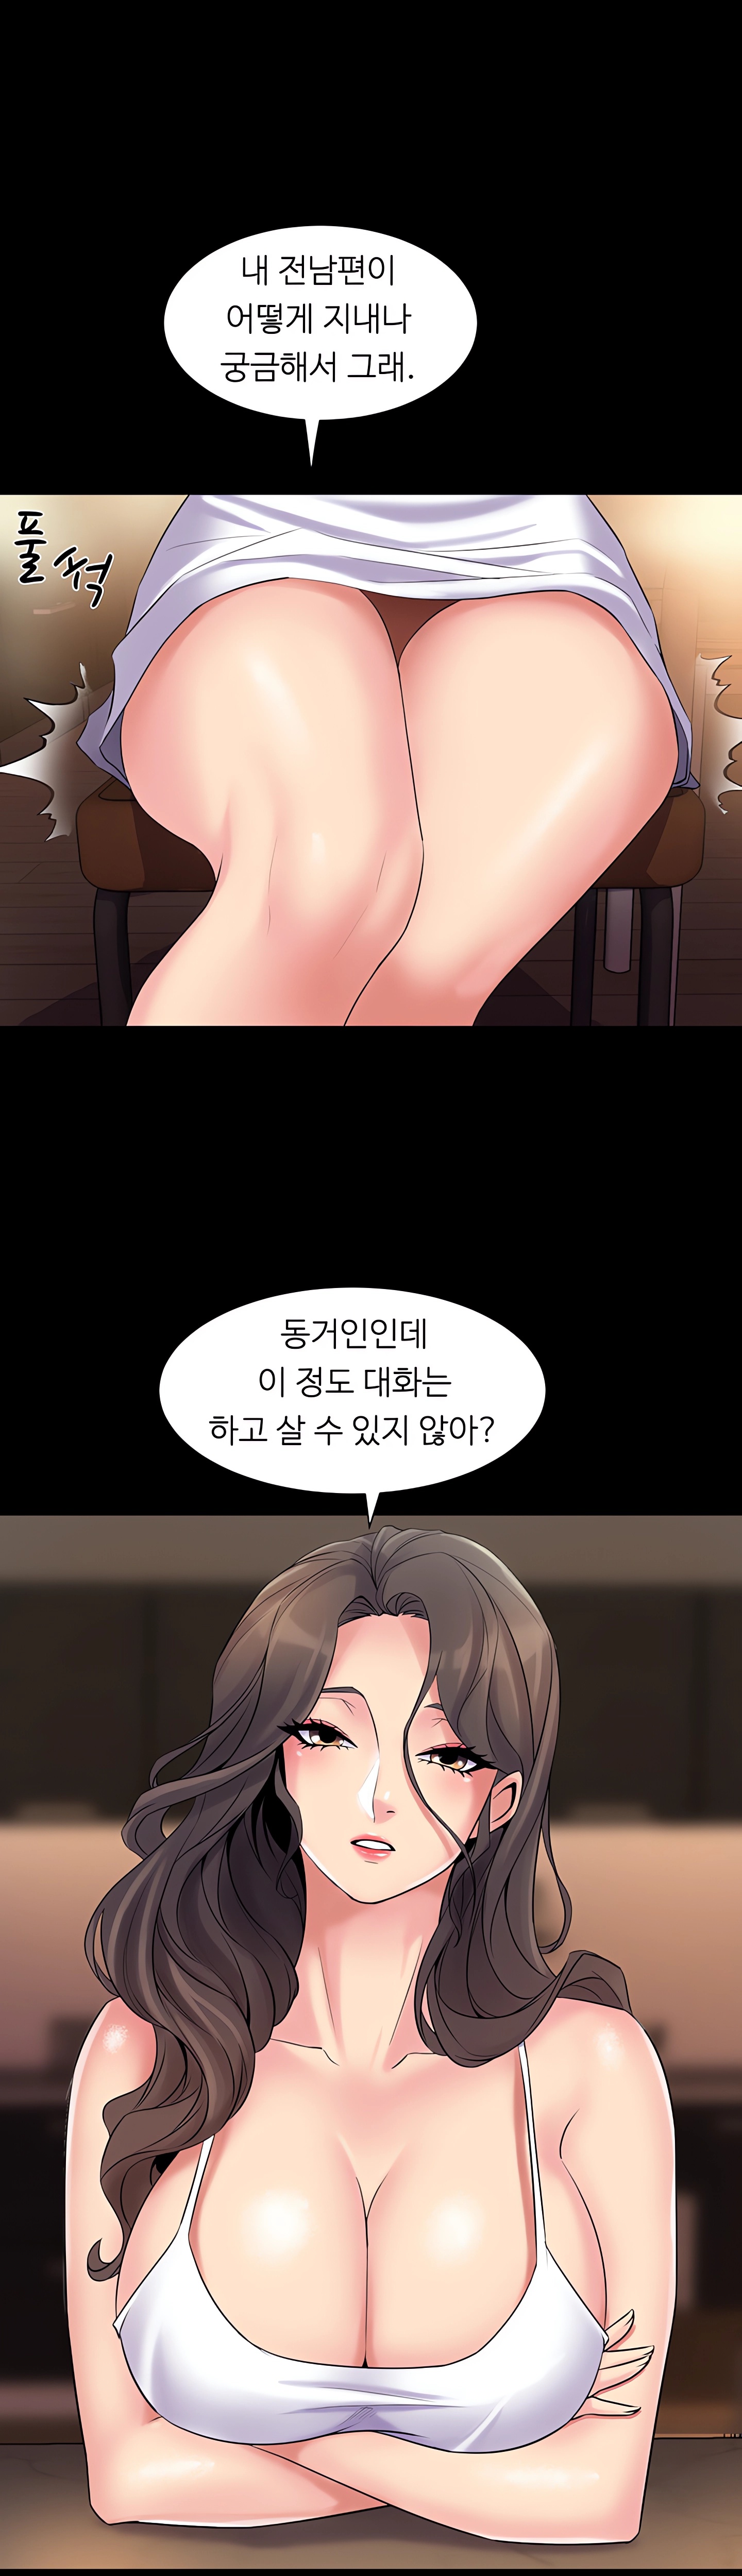 내 전남편이
어떻게 지내나
궁금해서 그래.
풀썩
동거인인데
이 정도 대화는
하고 살 수 있지 않아?